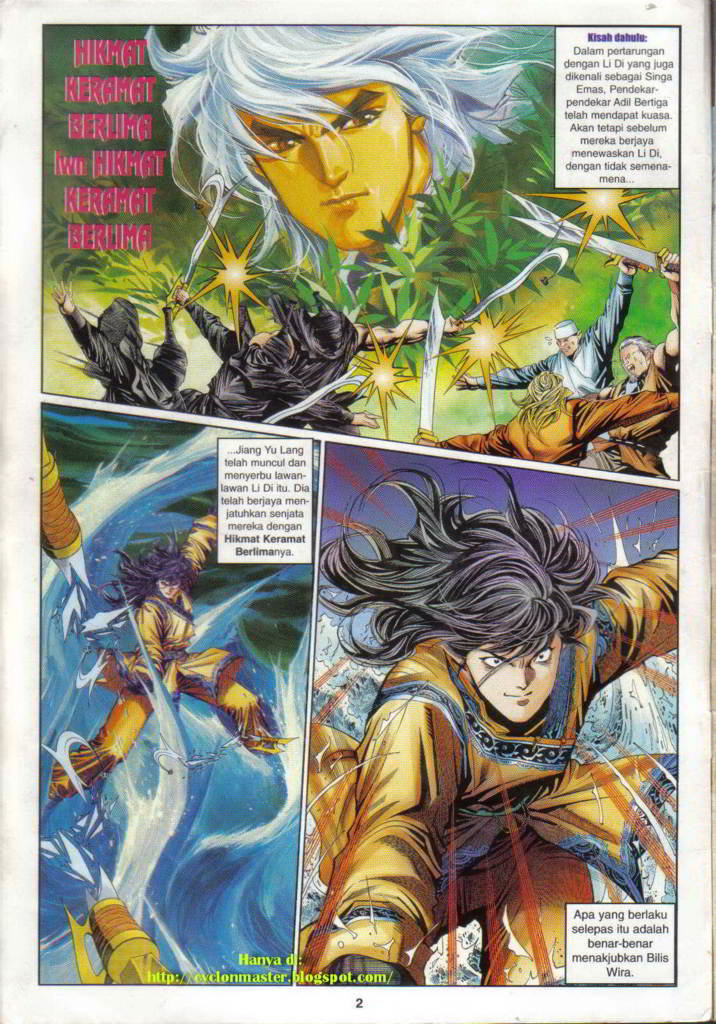 HIKMAT
KERAMAT
BERLIMA
lwn HIKMAT
KERAMAT
BERLIMA
Kisah dahulu:
Dalam pertarungan
dengan Li Di yang juga
dikenali sebagai Singa
Emas, Pendekar-
pendekar Adil Bertiga
telah mendapat kuasa.
Akan tetapi sebelum
mereka berjaya
menewaskan Li Di,
dengan tidak semena-
mena...
...Jiang Yu Lang
telah muncul dan
menyerbu lawan-
lawan Li Di itu. Dia
telah berjaya men-
jatuhkan senjata
mereka dengan
Hikmat Keramat
Berlimanya.
Apa yang berlaku
selepas itu adalah
benar-benar
menakjubkan Bilis
Wira.
Hanya di:
http://cyclonmaster.blogspot.com/
2